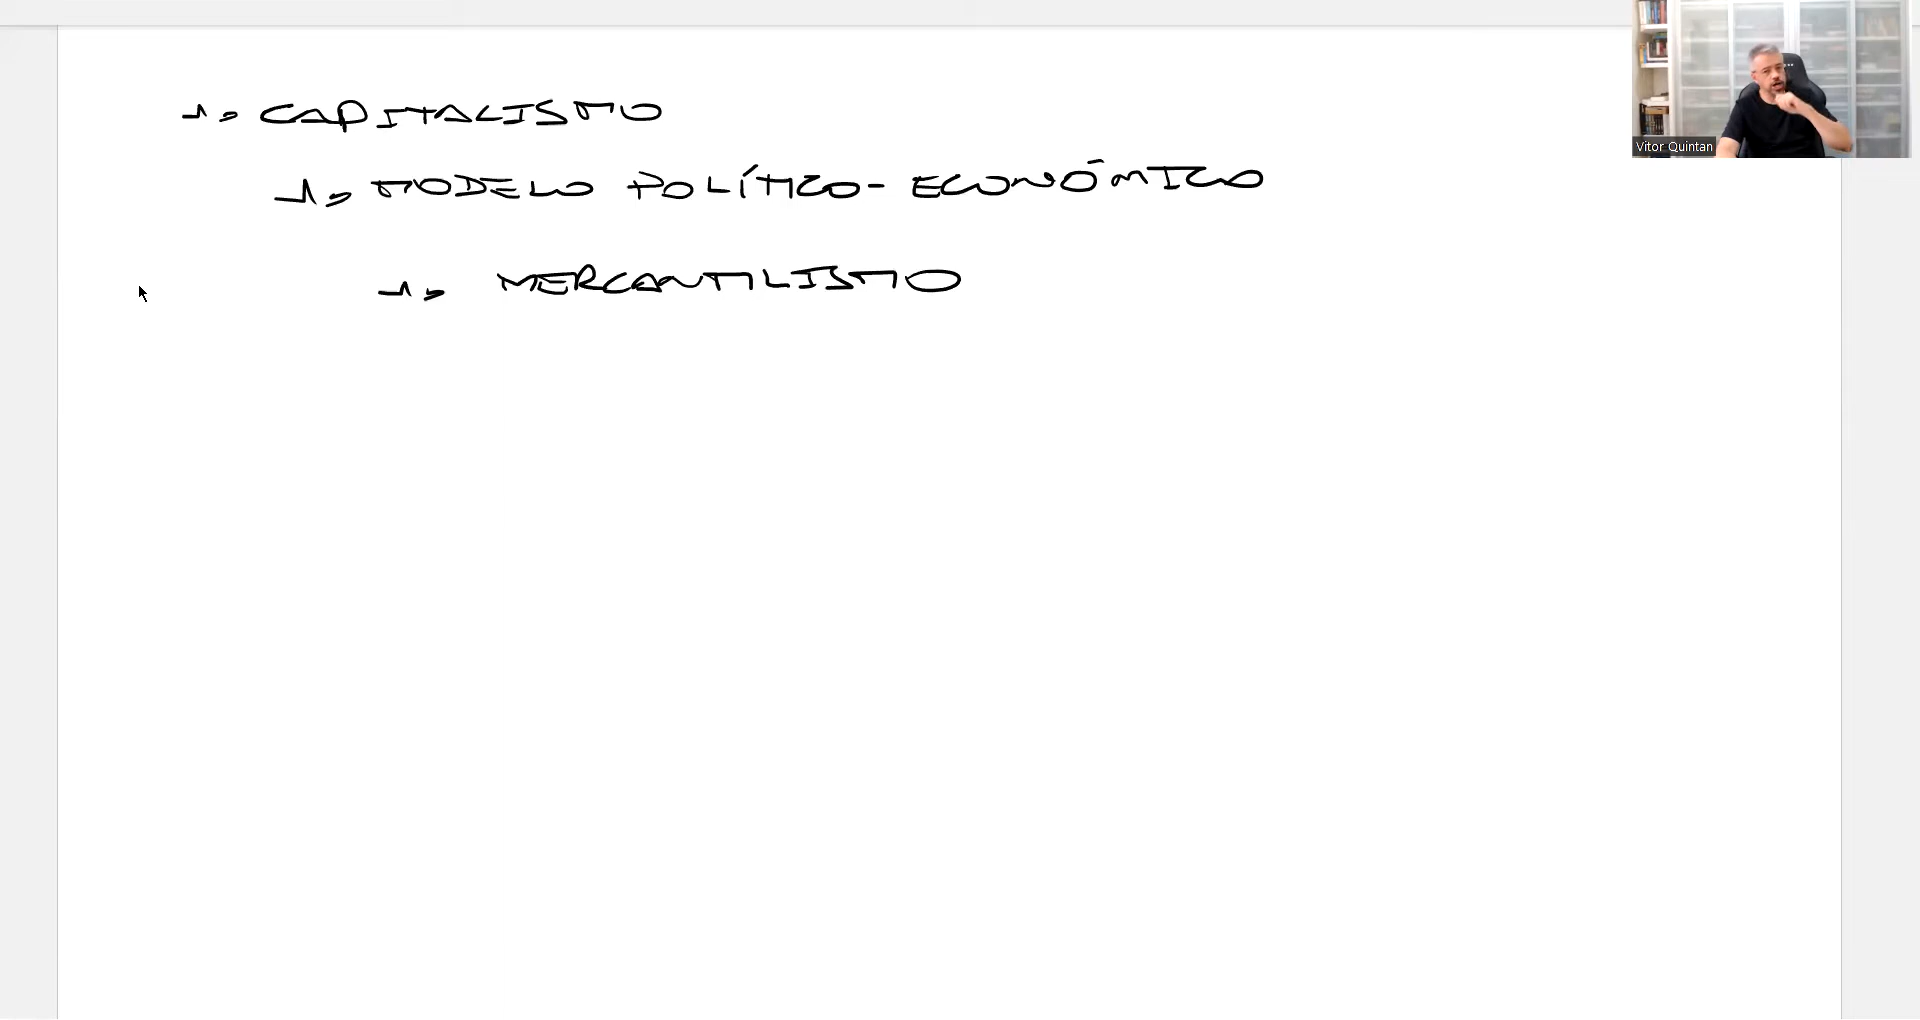 -> CAPITALISMO
-> MODELO POLÍTICO-ECONÔMICO
-> MERCANTILISMO
Vitor Quintan